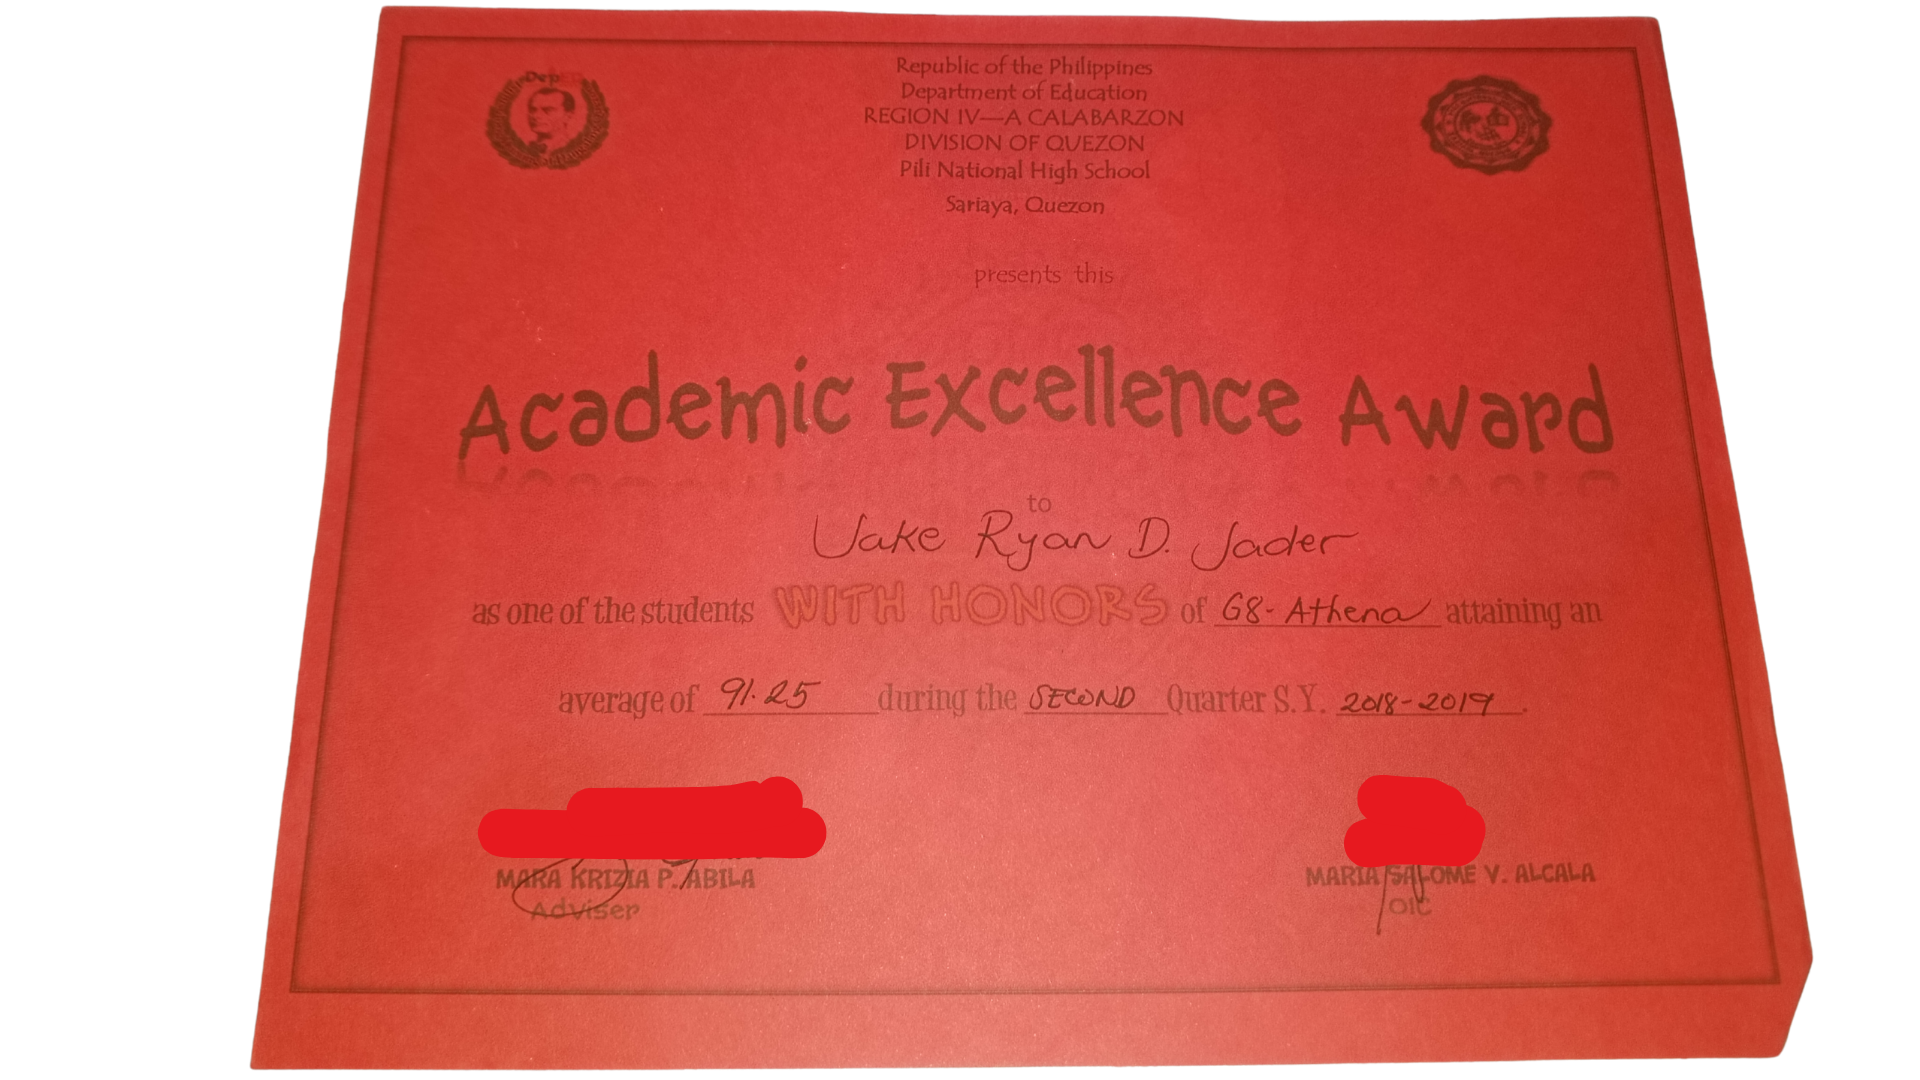 Republic of the Philippines
Department of Education
REGION IV—A CALABARZON
DIVISION OF QUEZON
Pili National High School
Sariaya, Quezon
DepED
presents this
Academic Excellence Award
to
Jake Ryan D. Jader
as one of the students WITH HONORS of G8-Athena attaining an
average of 91.25 during the SECOND Quarter S.Y. 2018-2019.
MARA KRIZIA P. ABILA
Adviser
MARIA SALOME V. ALCALA
OIC